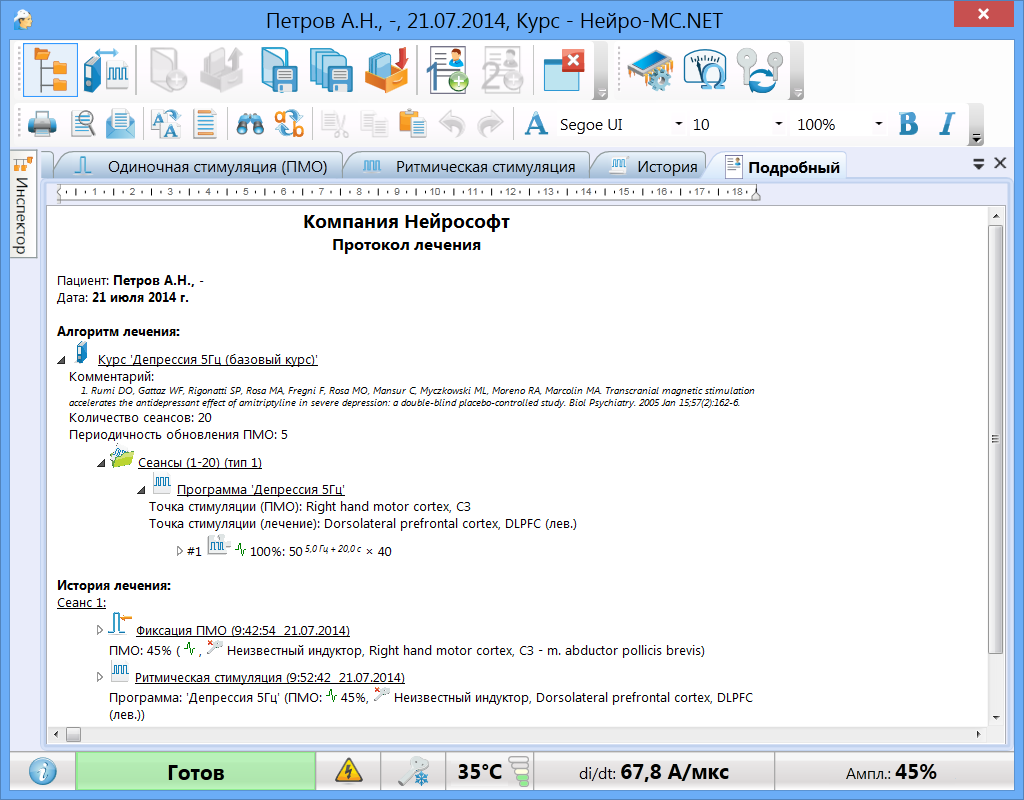 Петров А.Н., -, 21.07.2014, Курс - Нейро-МС.NET
Segoe UI 10 100% B I
Инспектор
Одиночная стимуляция (ПМО) Ритмическая стимуляция История Подробный
1 2 3 4 5 6 7 8 9 10 11 12 13 14 15 16 17 18
Компания Нейрософт
Протокол лечения
Пациент: Петров А.Н., -
Дата: 21 июля 2014 г.
Алгоритм лечения:
Курс 'Депрессия 5Гц (базовый курс)'
Комментарий:
1. Rumi DO, Gattaz WF, Rigonatti SP, Rosa MA, Fregni F, Rosa MO, Mansur C, Myczkowski ML, Moreno RA, Marcolin MA. Transcranial magnetic stimulation
accelerates the antidepressant effect of amitriptyline in severe depression: a double-blind placebo-controlled study. Biol Psychiatry. 2005 Jan 15;57(2):162-6.
Количество сеансов: 20
Периодичность обновления ПМО: 5
Сеансы (1-20) (тип 1)
Программа 'Депрессия 5Гц'
Точка стимуляции (ПМО): Right hand motor cortex, C3
Точка стимуляции (лечение): Dorsolateral prefrontal cortex, DLPFC (лев.)
#1 100%: 50 5,0 Гц + 20,0 с × 40
История лечения:
Сеанс 1:
Фиксация ПМО (9:42:54 21.07.2014)
ПМО: 45% ( , Неизвестный индуктор, Right hand motor cortex, C3 - m. abductor pollicis brevis)
Ритмическая стимуляция (9:52:42 21.07.2014)
Программа: 'Депрессия 5Гц' (ПМО: 45%, Неизвестный индуктор, Dorsolateral prefrontal cortex, DLPFC
(лев.))
Готов 35°C di/dt: 67,8 А/мкс Ампл.: 45%